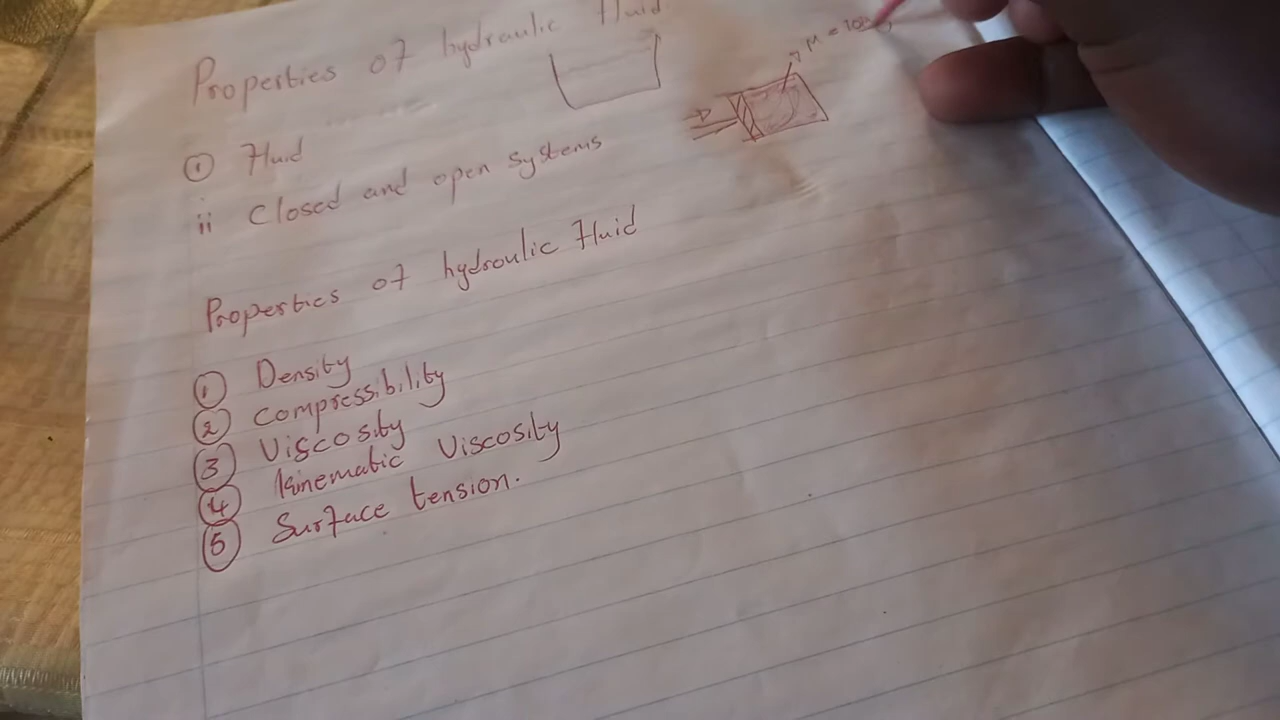 Properties of hydraulic fluid
① Fluid
ii Closed and open systems
Properties of hydraulic fluid
① Density
② Compressibility
③ Viscosity
④ Kinematic Viscosity
⑤ Surface tension.